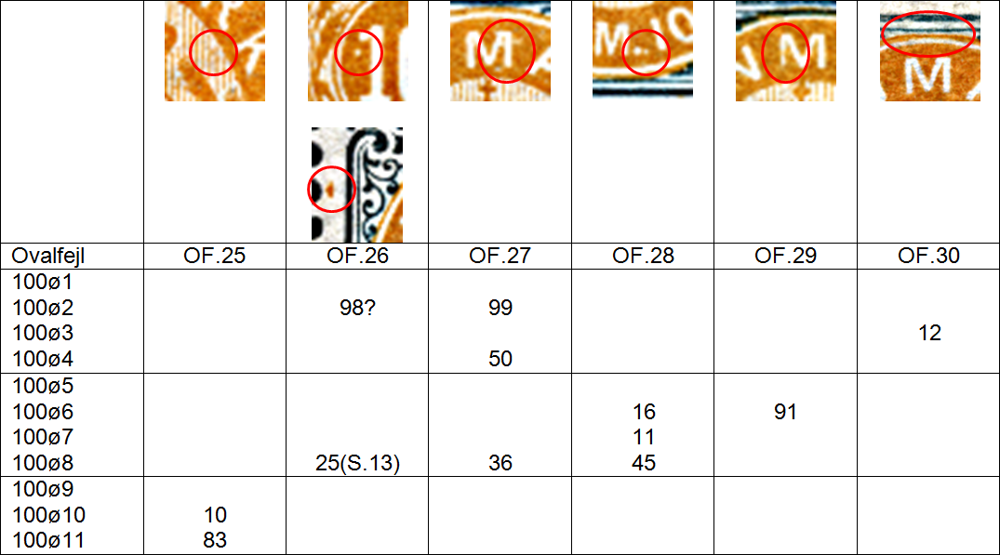 M
M
M
M
Ovalfejl OF.25 OF.26 OF.27 OF.28 OF.29 OF.30
100ø1
100ø2 98? 99
100ø3 12
100ø4 50
100ø5
100ø6 16 91
100ø7 11
100ø8 25(S.13) 36 45
100ø9
100ø10 10
100ø11 83